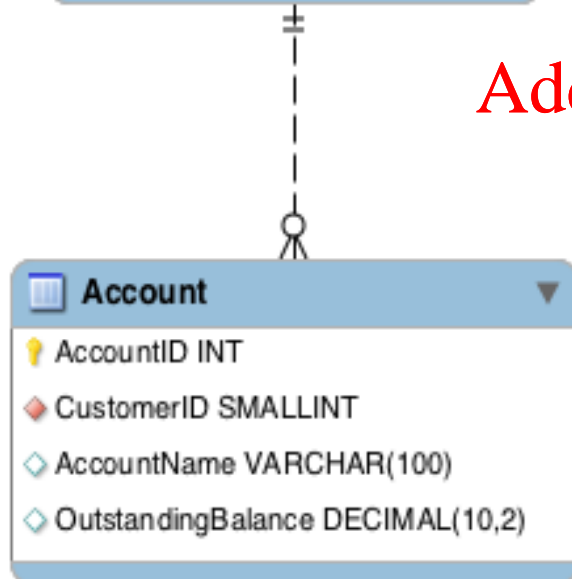 Account
AccountID INT
CustomerID SMALLINT
AccountName VARCHAR(100)
OutstandingBalance DECIMAL(10,2)